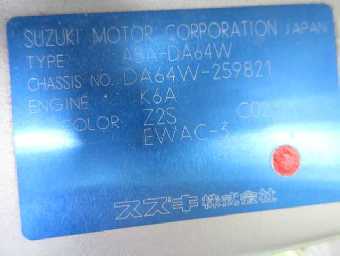 SUZUKI MOTOR CORPORATION JAPAN
TYPE ABA-DA64W
CHASSIS NO. DA64W-259821
ENGINE K6A
COLOR Z2S
EWAC-
スズキ株式会社